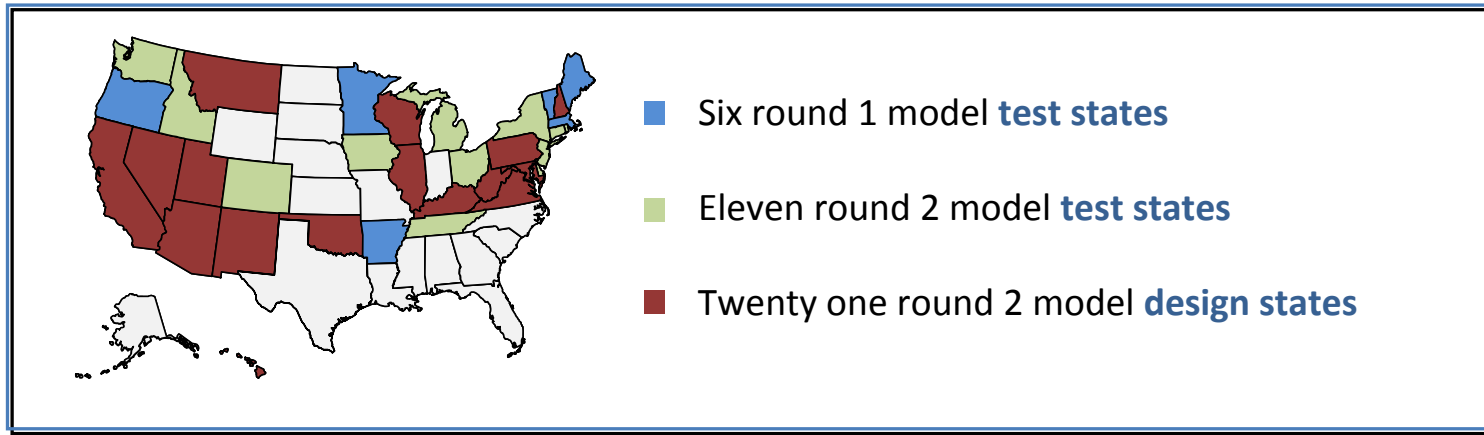 Six round 1 model test states
Eleven round 2 model test states
Twenty one round 2 model design states